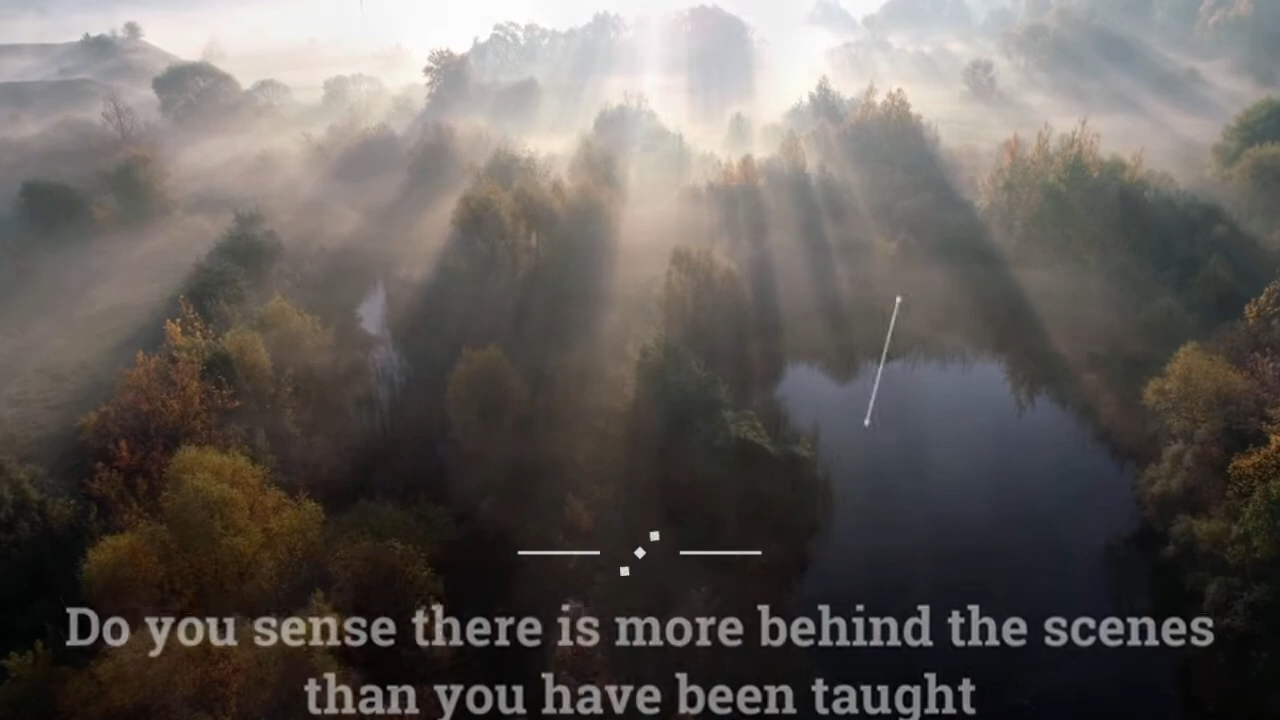 Do you sense there is more behind the scenes
than you have been taught